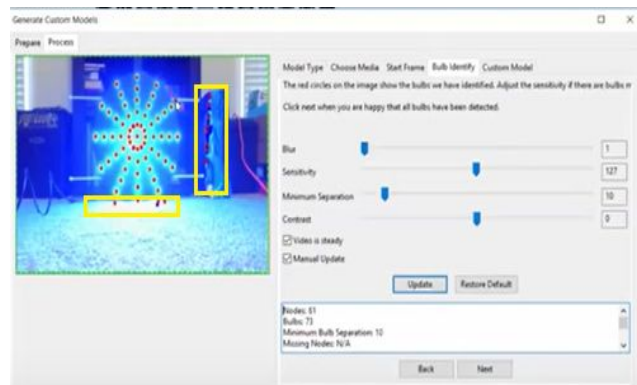 Generate Custom Models
Prepare Process
Model Type Choose Media Start Frame Bulb Identify Custom Model
The red circles on the image show the bulbs we have identified. Adjust the sensitivity if there are bulbs m
Click next when you are happy that all bulbs have been detected.
Blur 1
Sensitivity 127
Minimum Separation 10
Contrast 0
Video is steady
Manual Update
Update Restore Default
Nodes: 61
Bulbs: 73
Minimum Bulb Separation: 10
Missing Nodes: N/A
Back Next